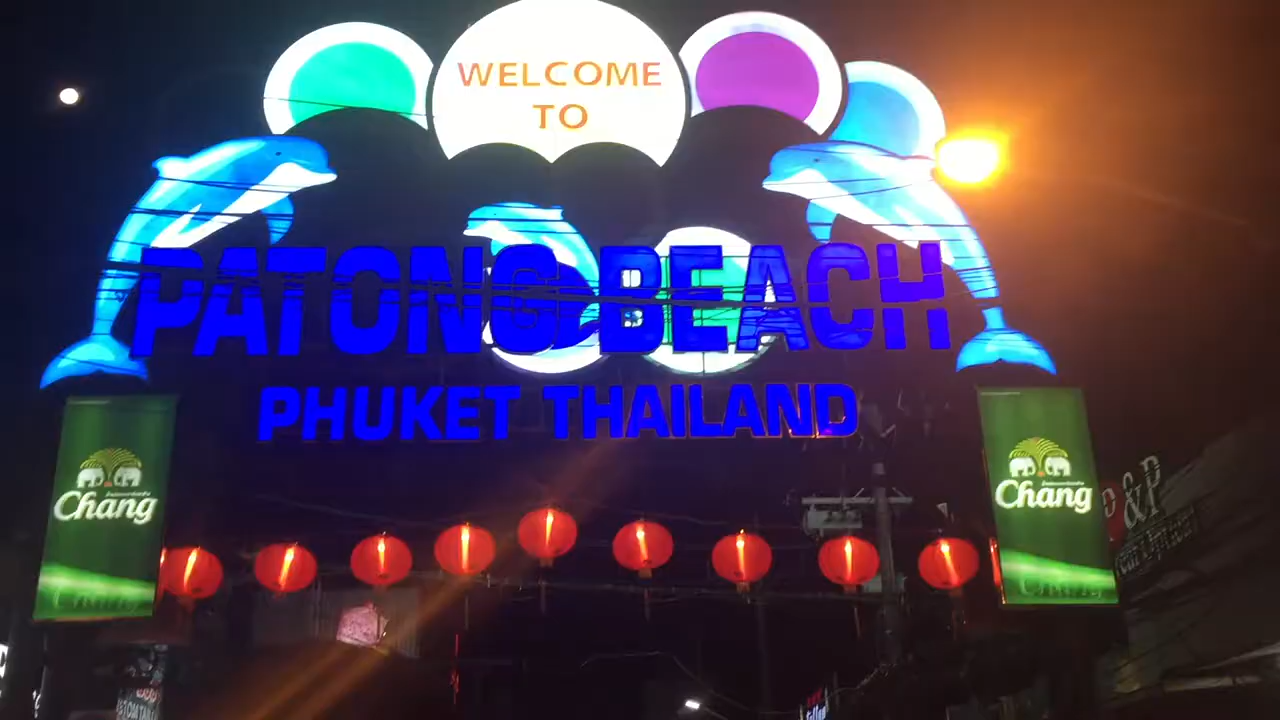 WELCOME
TO
PATONG BEACH
PHUKET THAILAND
Chang
Chang
&P